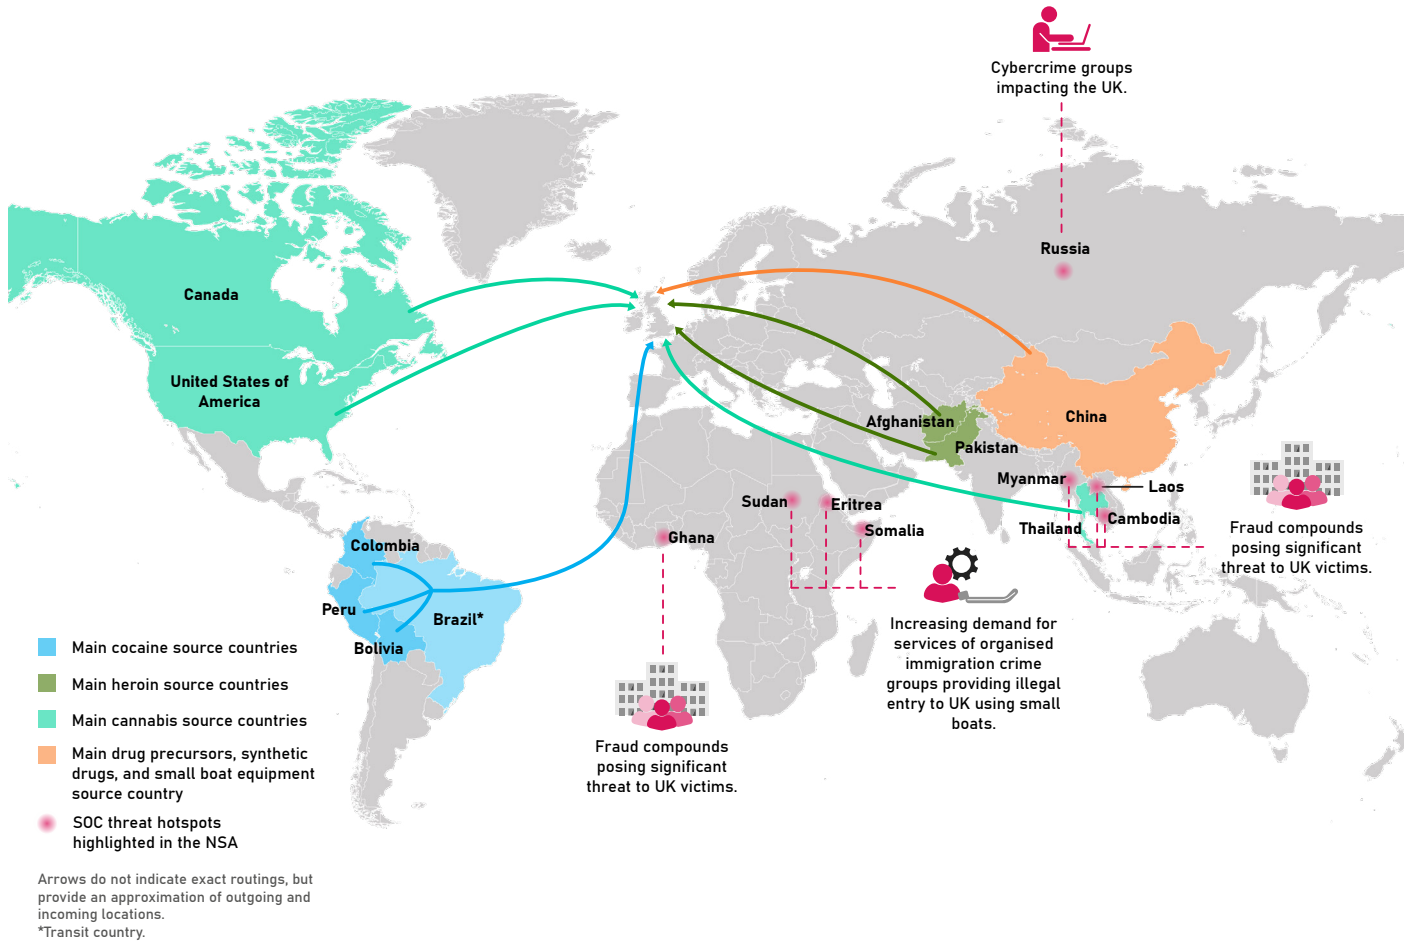 Cybercrime groups
impacting the UK.
Russia
Canada
United States of
America
China
Afghanistan
Pakistan
Myanmar
Laos
Thailand
Cambodia
Sudan
Eritrea
Somalia
Ghana
Fraud compounds
posing significant
threat to UK victims.
Colombia
Peru
Brazil*
Bolivia
Increasing demand for
services of organised
immigration crime
groups providing illegal
entry to UK using small
boats.
Fraud compounds
posing significant
threat to UK victims.
Main cocaine source countries
Main heroin source countries
Main cannabis source countries
Main drug precursors, synthetic
drugs, and small boat equipment
source country
SOC threat hotspots
highlighted in the NSA
Arrows do not indicate exact routings, but
provide an approximation of outgoing and
incoming locations.
*Transit country.